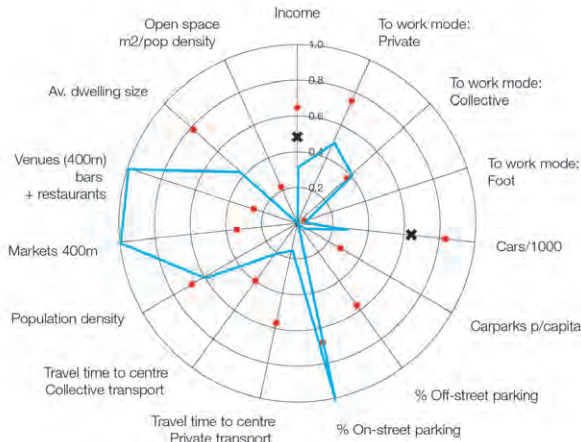 Income
Open space
m2/pop density
To work mode:
Private
1.0
0.8
0.6
0.4
0.2
0
Av. dwelling size
To work mode:
Collective
Venues (400m)
bars
+ restaurants
To work mode:
Foot
Markets 400m
Cars/1000
Population density
Carparks p/capita
Travel time to centre
Collective transport
% Off-street parking
Travel time to centre
Private transport
% On-street parking